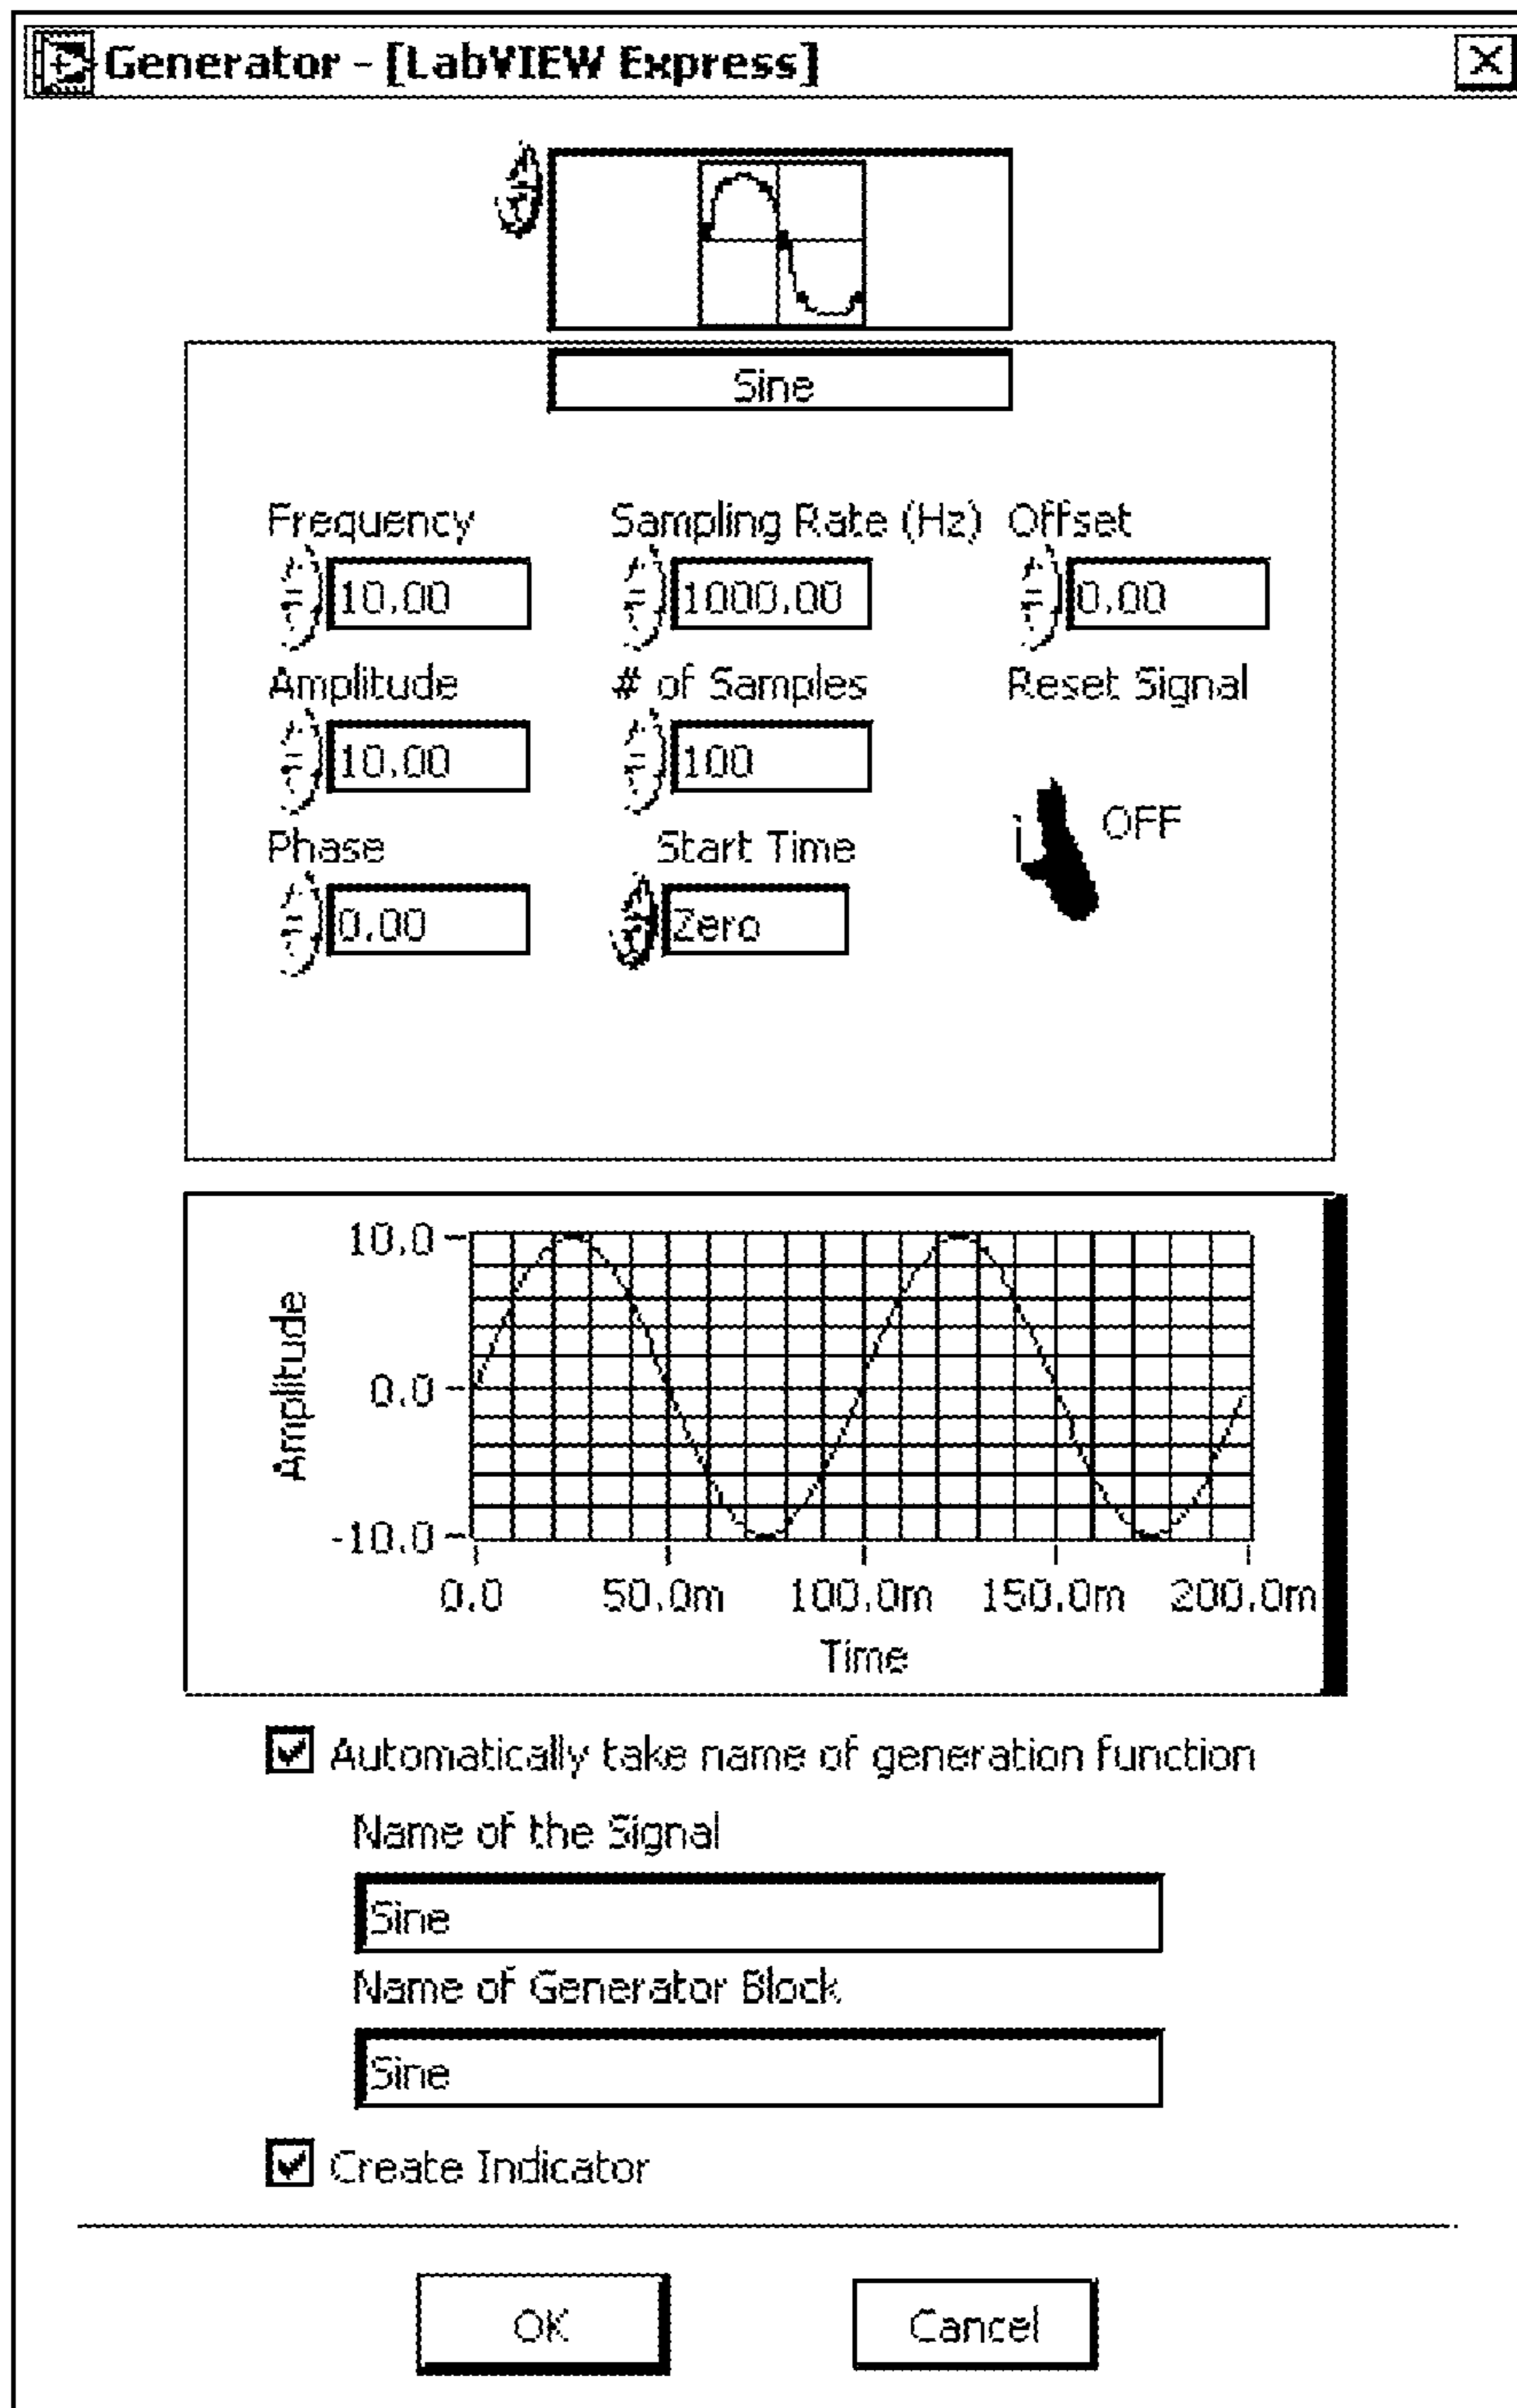 Generator - [LabVIEW Express]
Sine
Frequency Sampling Rate (Hz) Offset
10.00 1000.00 0.00
Amplitude # of Samples Reset Signal
10.00 100
OFF
Phase Start Time
0.00 Zero
10.0
0.0
-10.0
Amplitude
0.0 50.0m 100.0m 150.0m 200.0m
Time
Automatically take name of generation function
Name of the Signal
Sine
Name of Generator Block
Sine
Create Indicator
OK Cancel